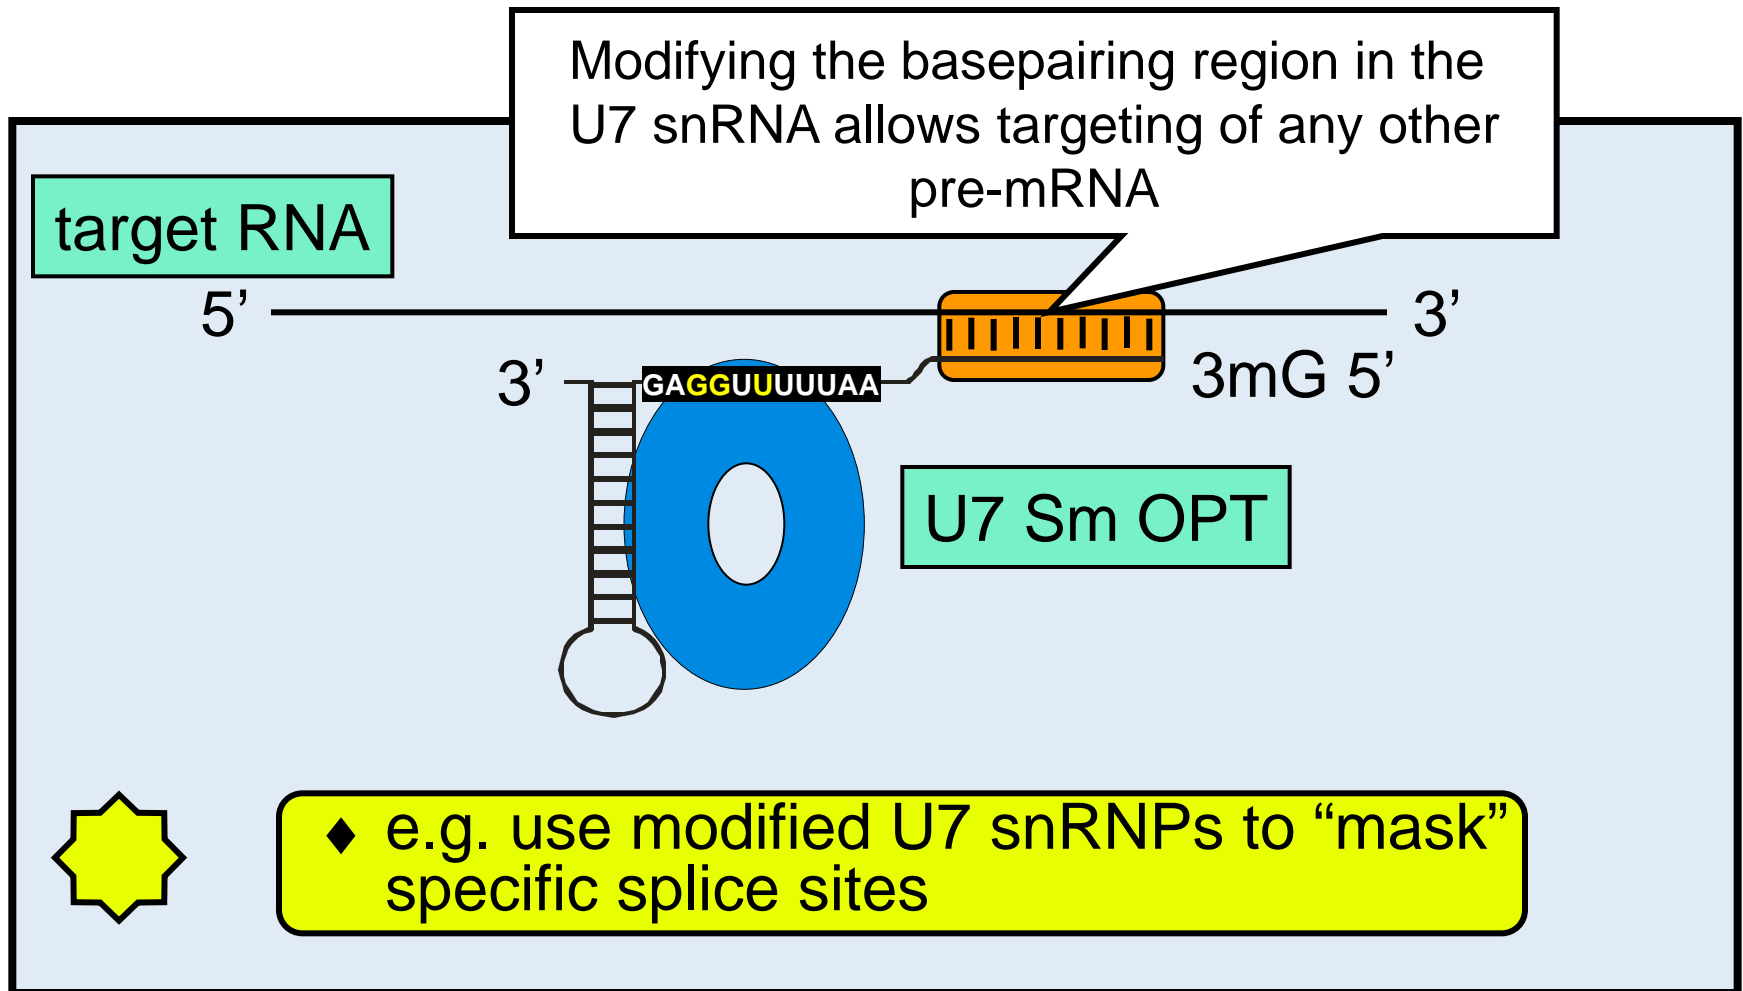 Modifying the basepairing region in the
U7 snRNA allows targeting of any other
pre-mRNA
target RNA
5’
3’
3’
GAGGUUUUUAA
3mG 5’
U7 Sm OPT
♦ e.g. use modified U7 snRNPs to “mask”
specific splice sites